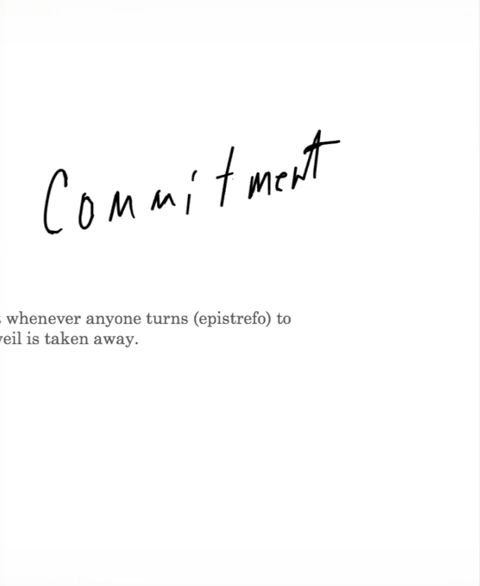 Commitment
whenever anyone turns (epistrefo) to
veil is taken away.